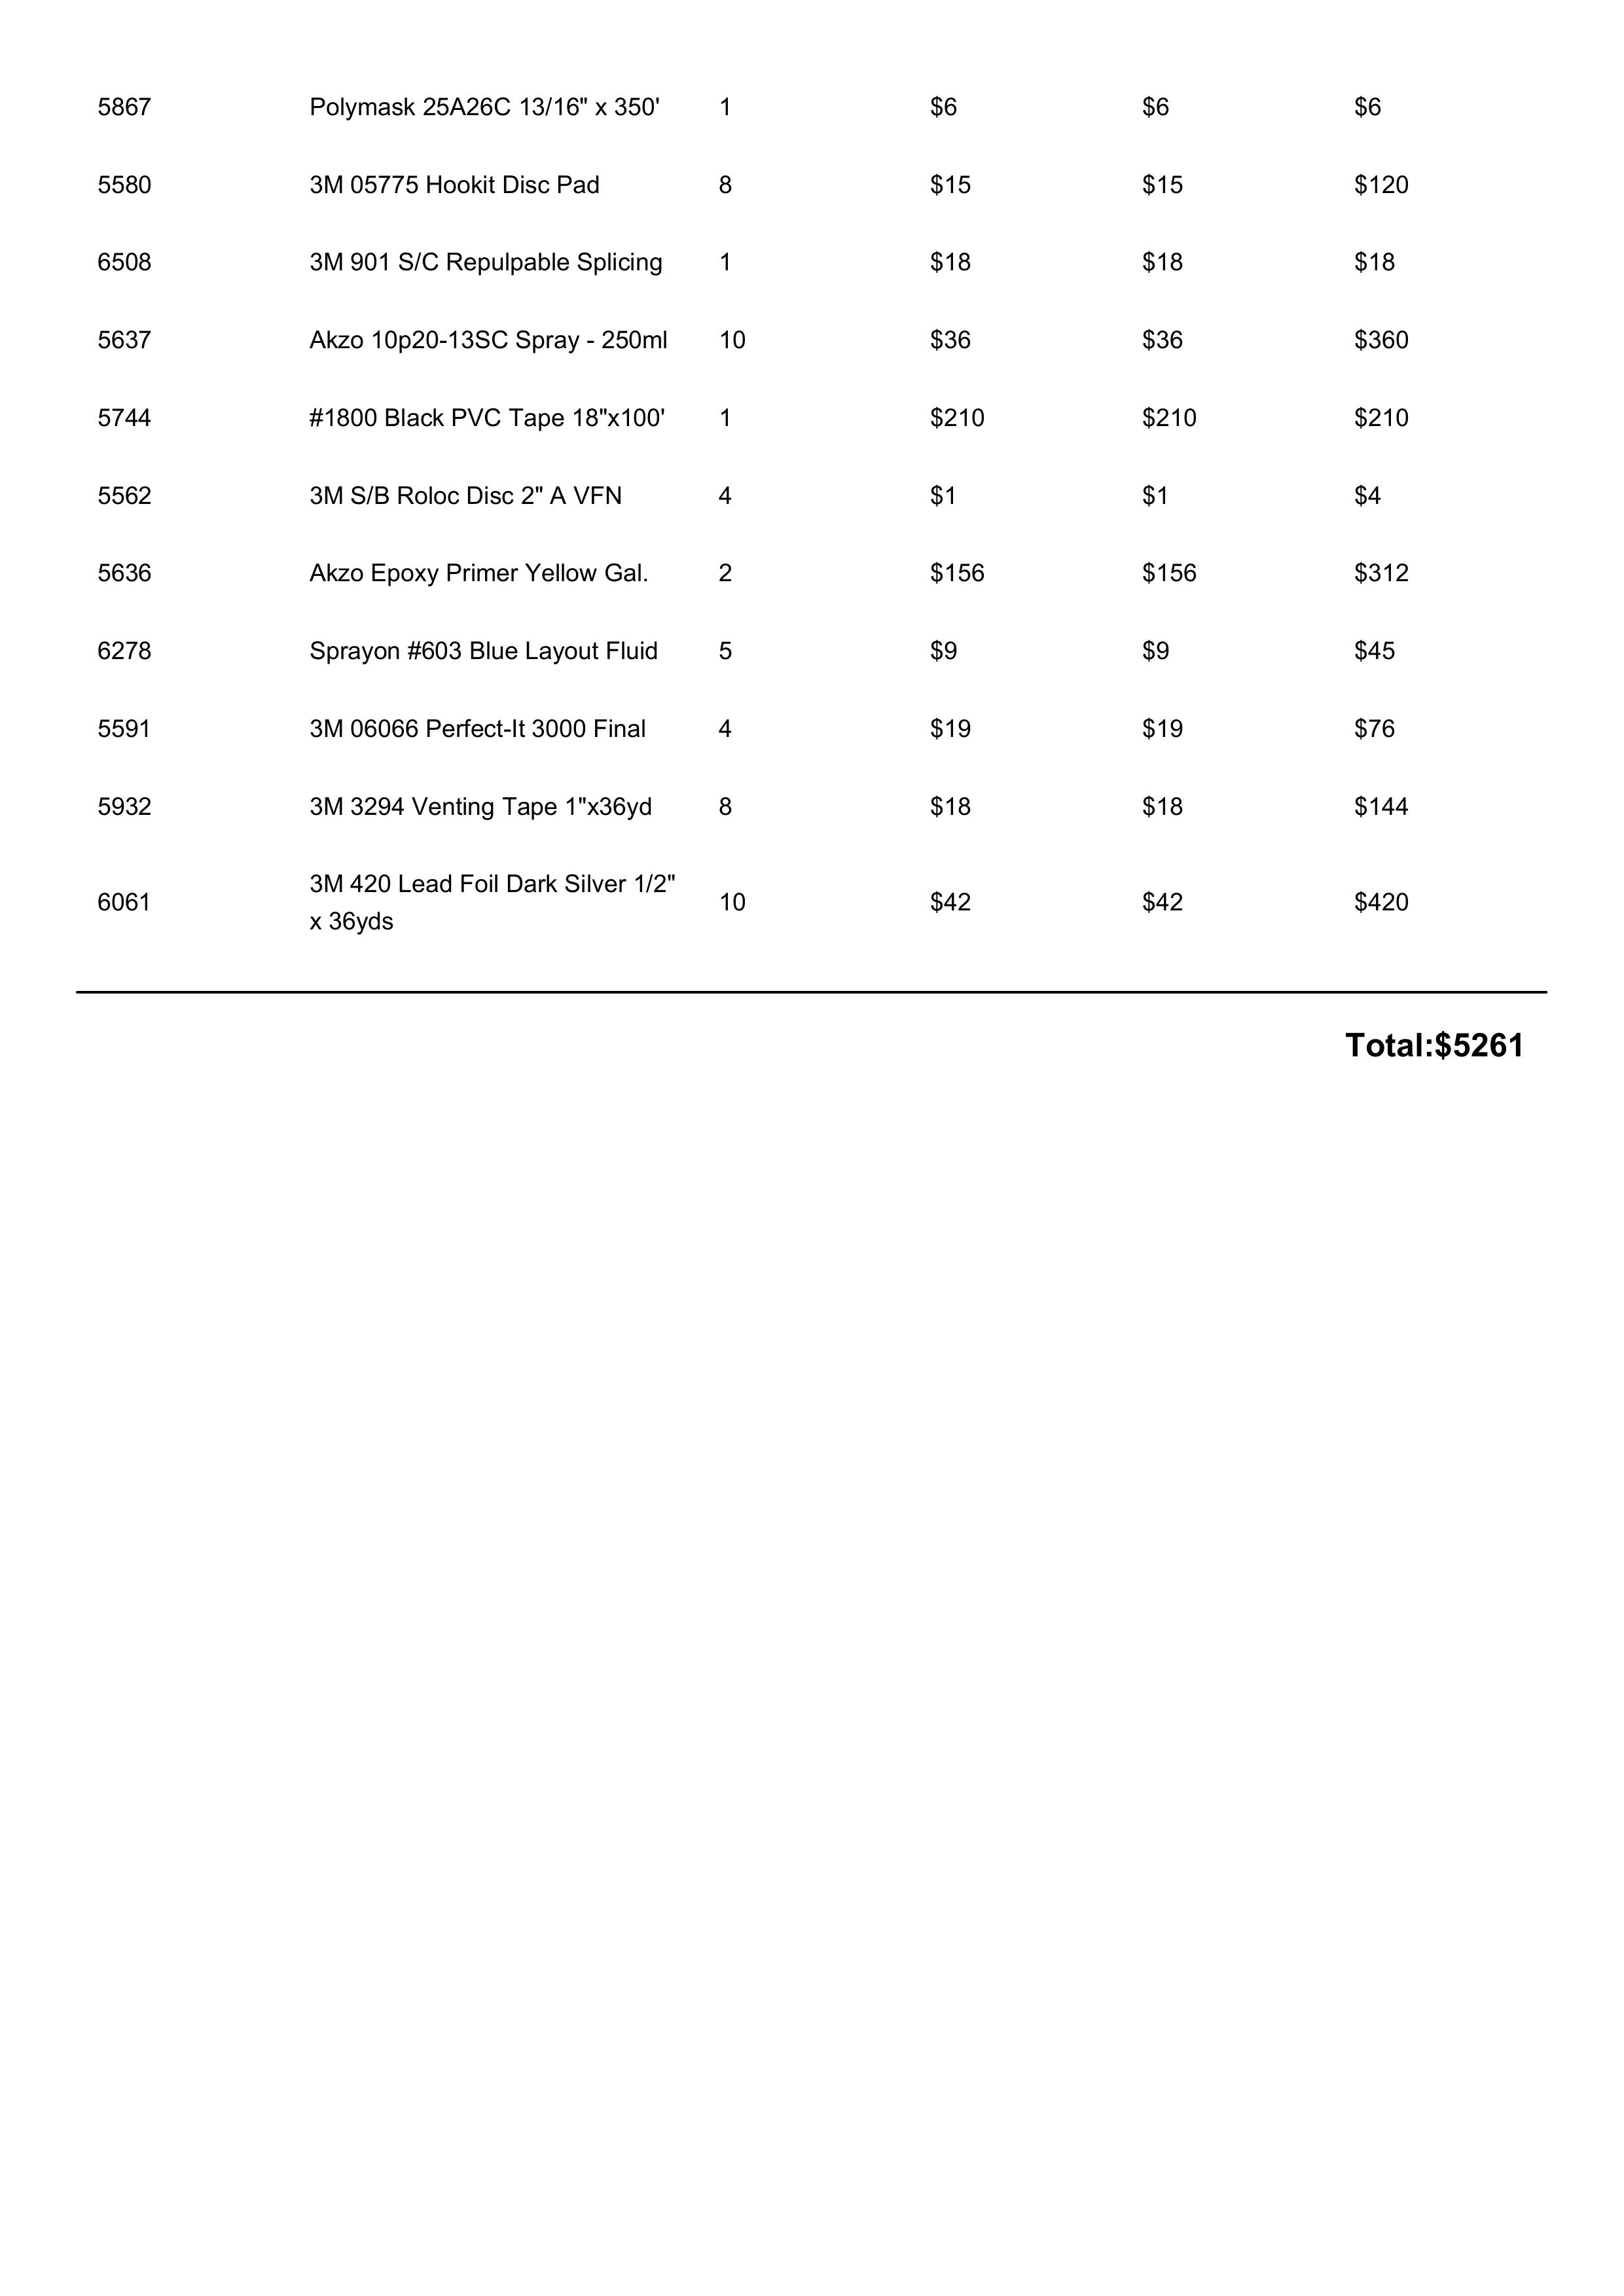 5867 Polymask 25A26C 13/16" x 350' 1 $6 $6 $6
5580 3M 05775 Hookit Disc Pad 8 $15 $15 $120
6508 3M 901 S/C Repulpable Splicing 1 $18 $18 $18
5637 Akzo 10p20-13SC Spray - 250ml 10 $36 $36 $360
5744 #1800 Black PVC Tape 18"x100' 1 $210 $210 $210
5562 3M S/B Roloc Disc 2" A VFN 4 $1 $1 $4
5636 Akzo Epoxy Primer Yellow Gal. 2 $156 $156 $312
6278 Sprayon #603 Blue Layout Fluid 5 $9 $9 $45
5591 3M 06066 Perfect-It 3000 Final 4 $19 $19 $76
5932 3M 3294 Venting Tape 1"x36yd 8 $18 $18 $144
6061 3M 420 Lead Foil Dark Silver 1/2" 10 $42 $42 $420
x 36yds
Total:$5261